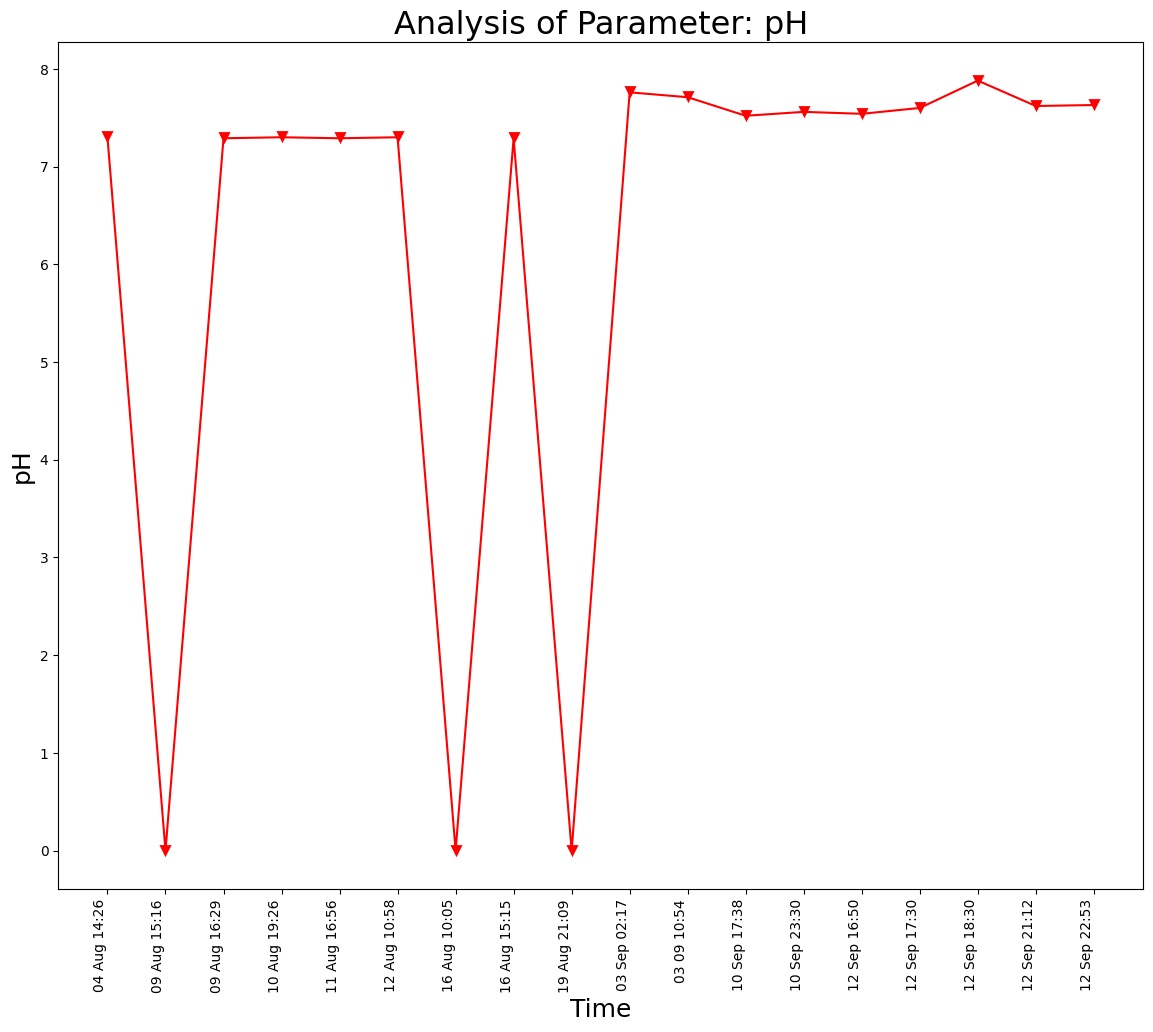 Analysis of Parameter: pH
8
7
6
5
4
3
2
1
0
pH
04 Aug 14:26
09 Aug 15:16
09 Aug 16:29
10 Aug 19:26
11 Aug 16:56
12 Aug 10:58
16 Aug 10:05
16 Aug 15:15
19 Aug 21:09
03 Sep 02:17
03 09 10:54
10 Sep 17:38
10 Sep 23:30
12 Sep 16:50
12 Sep 17:30
12 Sep 18:30
12 Sep 21:12
12 Sep 22:53
Time